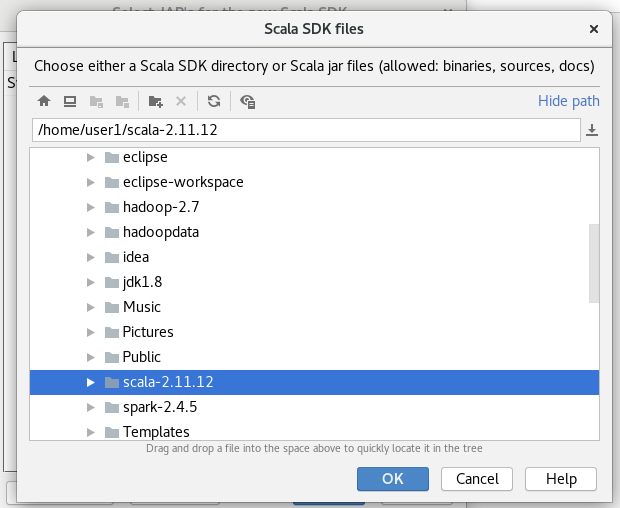 Scala SDK files
Choose either a Scala SDK directory or Scala jar files (allowed: binaries, sources, docs)
Hide path
/home/user1/scala-2.11.12
eclipse
eclipse-workspace
hadoop-2.7
hadoopdata
idea
jdk1.8
Music
Pictures
Public
scala-2.11.12
spark-2.4.5
Templates
Drag and drop a file into the space above to quickly locate it in the tree
OK
Cancel
Help